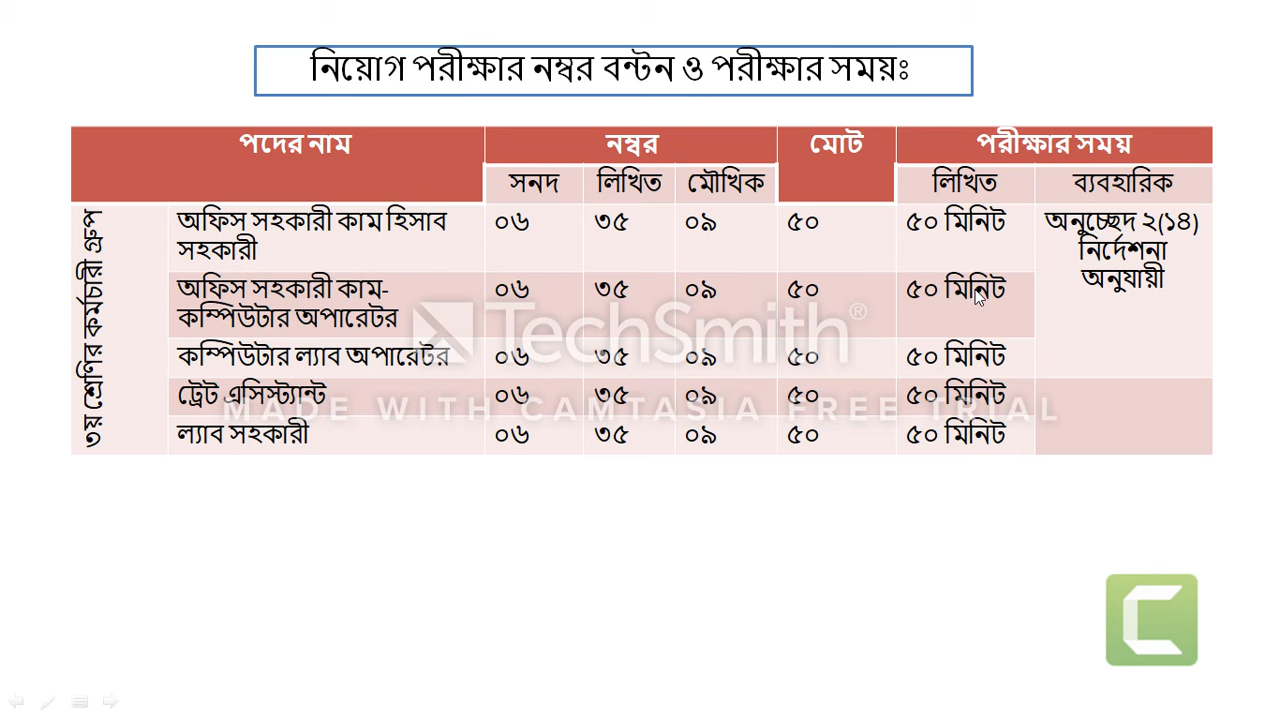 নিয়োগ পরীক্ষার নম্বর বন্টন ও পরীক্ষার সময়ঃ
পদের নাম নম্বর মোট পরীক্ষার সময়
সনদ লিখিত মৌখিক লিখিত ব্যবহারিক
৩য় শ্রেণির কর্মচারী গ্রুপ
অফিস সহকারী কাম হিসাব ০৬ ৩৫ ০৯ ৫০ ৫০ মিনিট অনুচ্ছেদ ২(১৪)
সহকারী নির্দেশনা
অনুযায়ী
অফিস সহকারী কাম- ০৬ ৩৫ ০৯ ৫০ ৫০ মিনিট
কম্পিউটার অপারেটর
কম্পিউটার ল্যাব অপারেটর ০৬ ৩৫ ০৯ ৫০ ৫০ মিনিট
ট্রেট এসিস্ট্যান্ট ০৬ ৩৫ ০৯ ৫০ ৫০ মিনিট
ল্যাব সহকারী ০৬ ৩৫ ০৯ ৫০ ৫০ মিনিট
TechSmith®
MADE WITH CAMTASIA FREE TRIAL